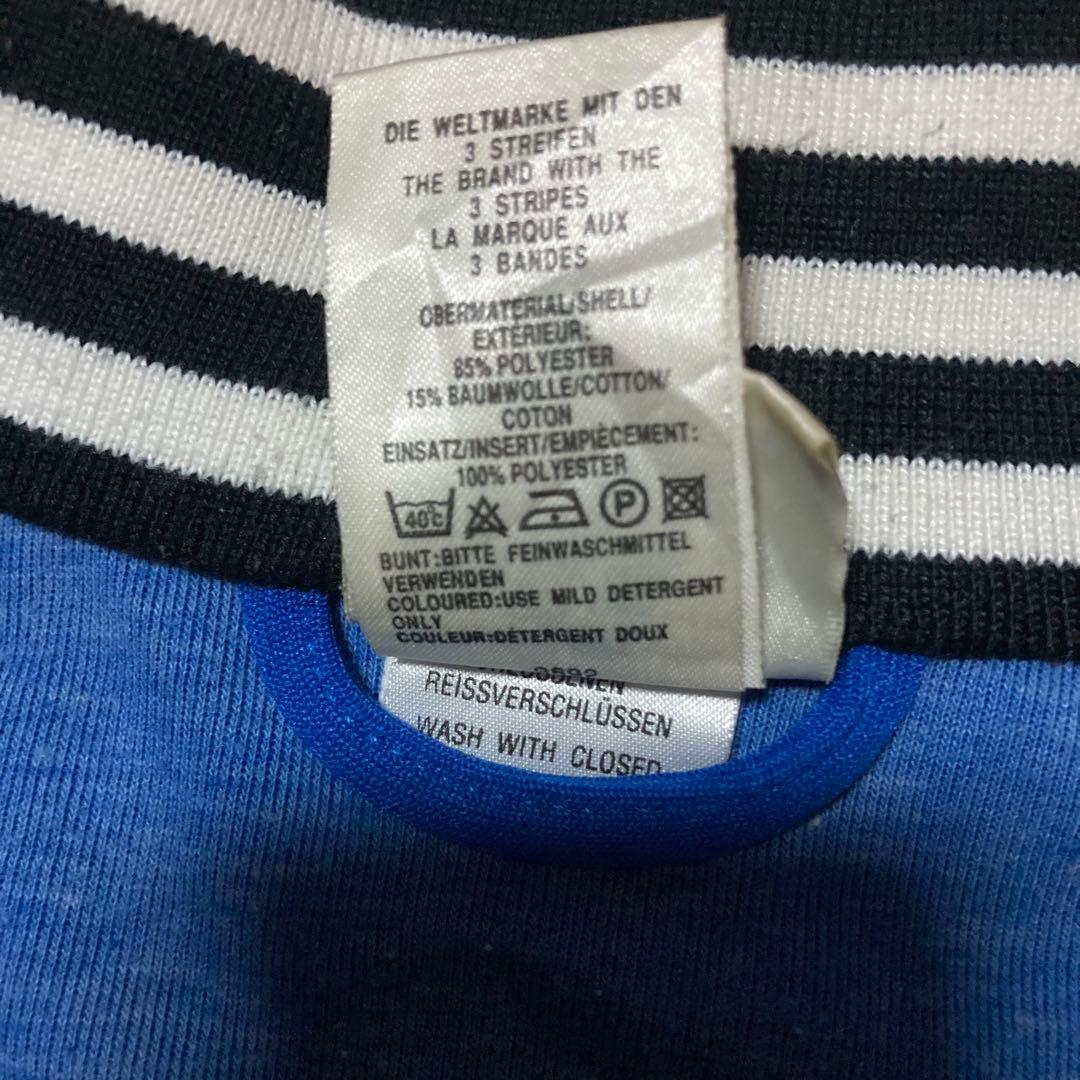 DIE WELTMARKE MIT DEN
3 STREIFEN
THE BRAND WITH THE
3 STRIPES
LA MARQUE AUX
3 BANDES
OBERMATERIAL/SHELL/
EXTÉRIEUR:
85% POLYESTER
15% BAUMWOLLE/COTTON/
COTON
EINSATZ/INSERT/EMPIÈCEMENT:
100% POLYESTER
40°C P
BUNT:BITTE FEINWASCHMITTEL
VERWENDEN
COLOURED:USE MILD DETERGENT
ONLY
COULEUR:DÉTERGENT DOUX
REISSVERSCHLÜSSEN
WASH WITH CLOSED